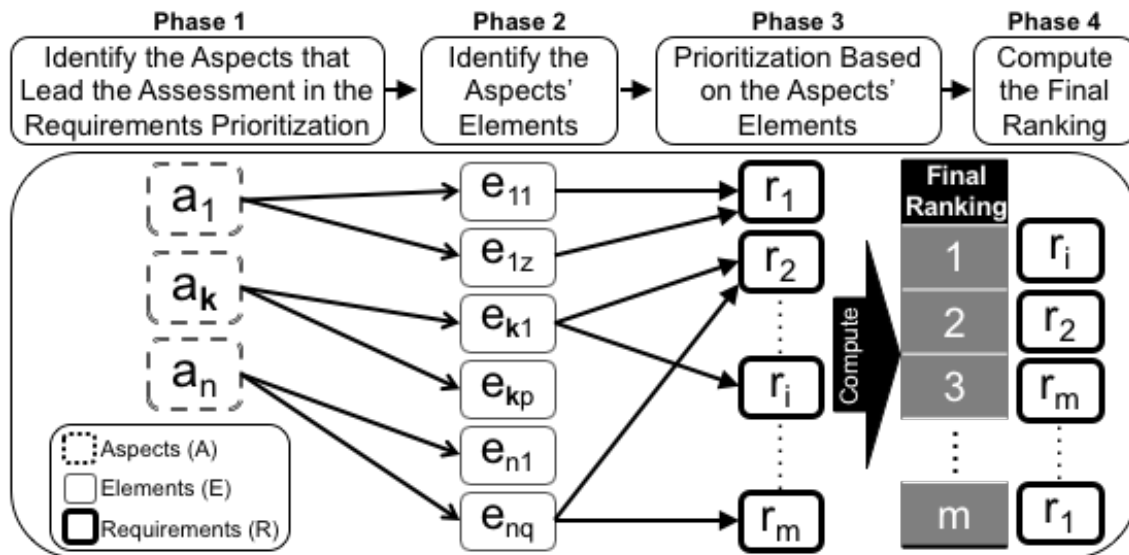 Phase 1
Phase 2
Phase 3
Phase 4
Identify the Aspects that
Lead the Assessment in the
Requirements Prioritization
Identify the
Aspects'
Elements
Prioritization Based
on the Aspects'
Elements
Compute
the Final
Ranking
a1
ak
an
e11
e1z
ek1
ekp
en1
enq
r1
r2
ri
rm
Compute
Final
Ranking
1
2
3
m
ri
r2
rm
r1
Aspects (A)
Elements (E)
Requirements (R)